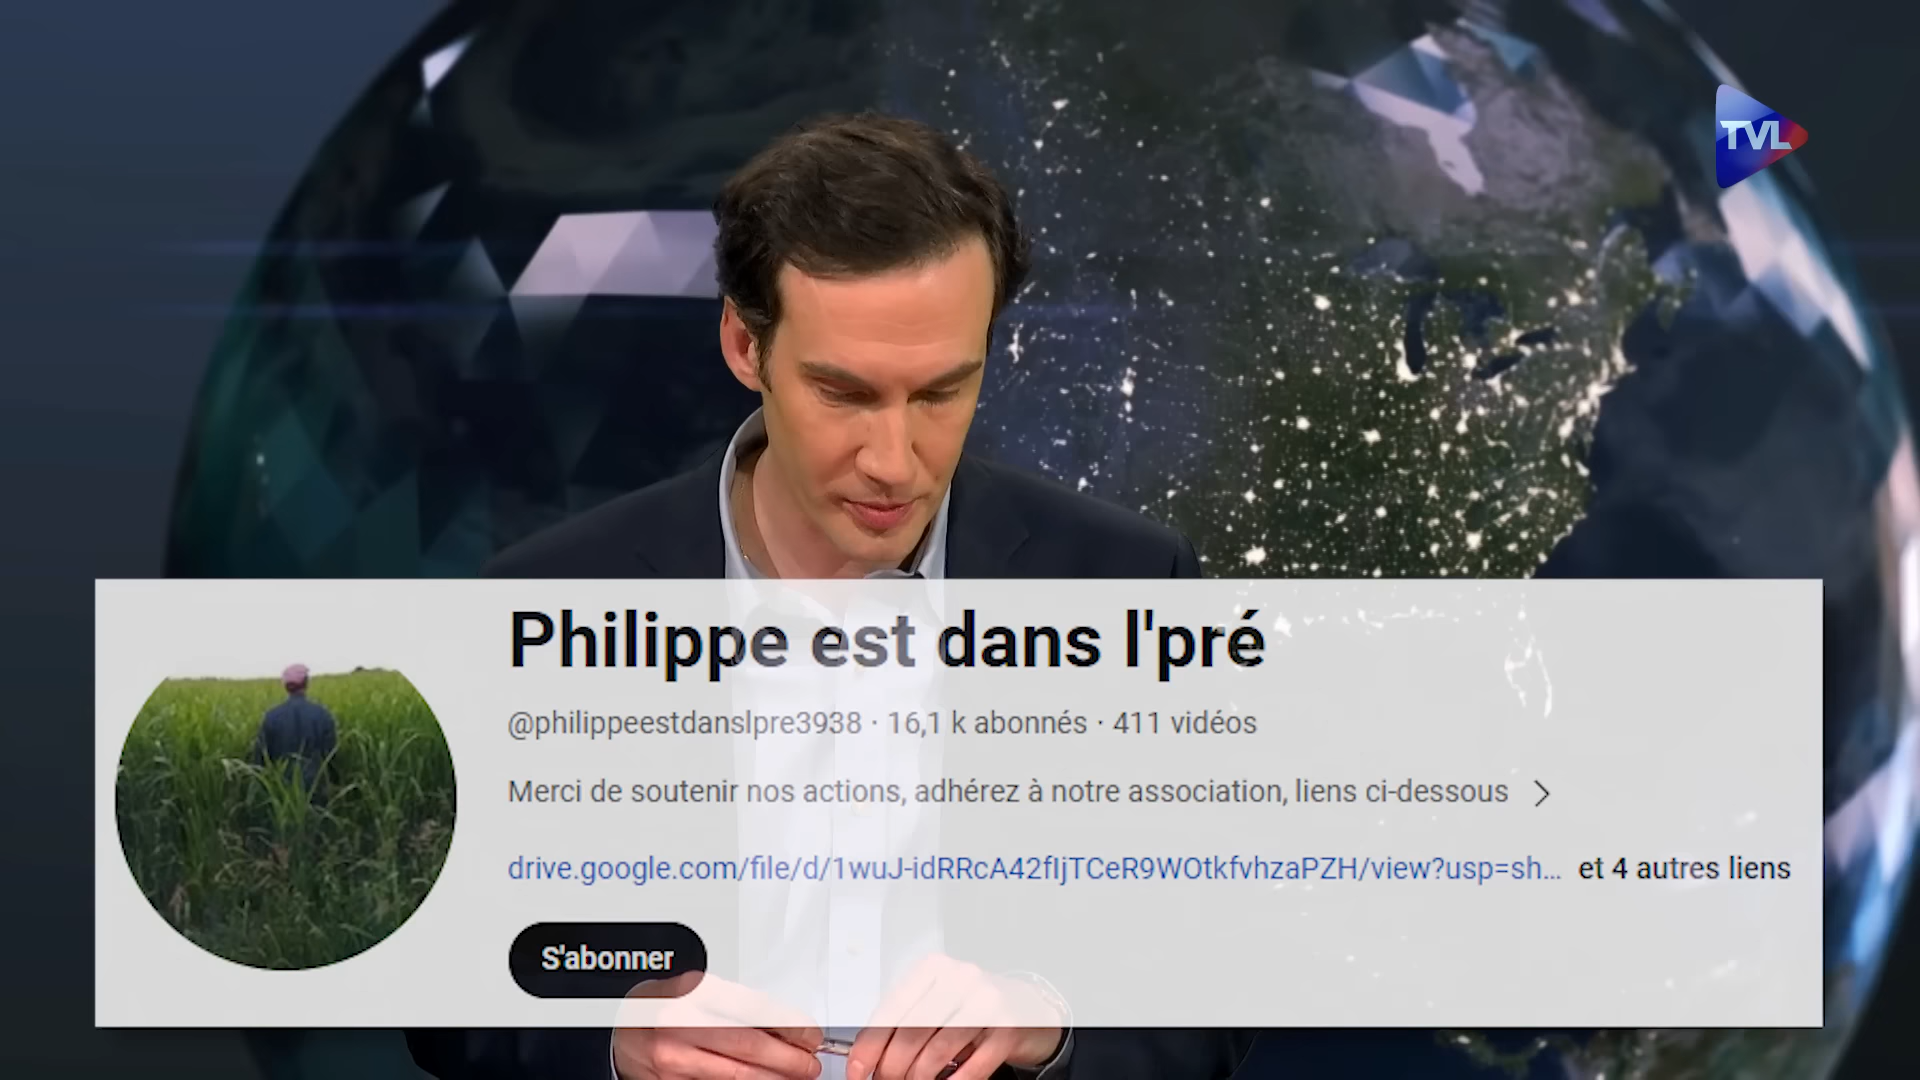 TVL
Philippe est dans l'pré
@philippeestdanslpre3938 · 16,1 k abonnés · 411 vidéos
Merci de soutenir nos actions, adhérez à notre association, liens ci-dessous
drive.google.com/file/d/1wuJ-idRRcA42fIjTCeR9WOtkfvhzaPZH/view?usp=sh... et 4 autres liens
S'abonner